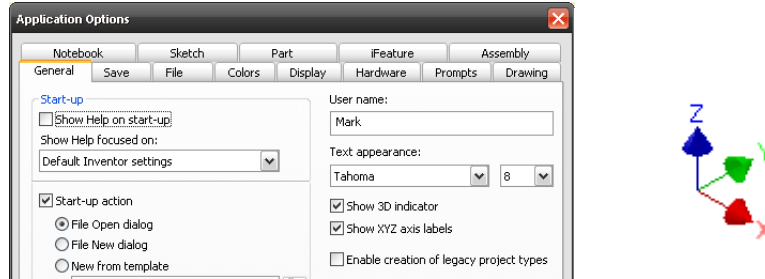 Application Options
Notebook Sketch Part iFeature Assembly
General Save File Colors Display Hardware Prompts Drawing
Start-up
Show Help on start-up
Show Help focused on:
Default Inventor settings
Start-up action
File Open dialog
File New dialog
New from template
User name:
Mark
Text appearance:
Tahoma 8
Show 3D indicator
Show XYZ axis labels
Enable creation of legacy project types
Z
Y
X